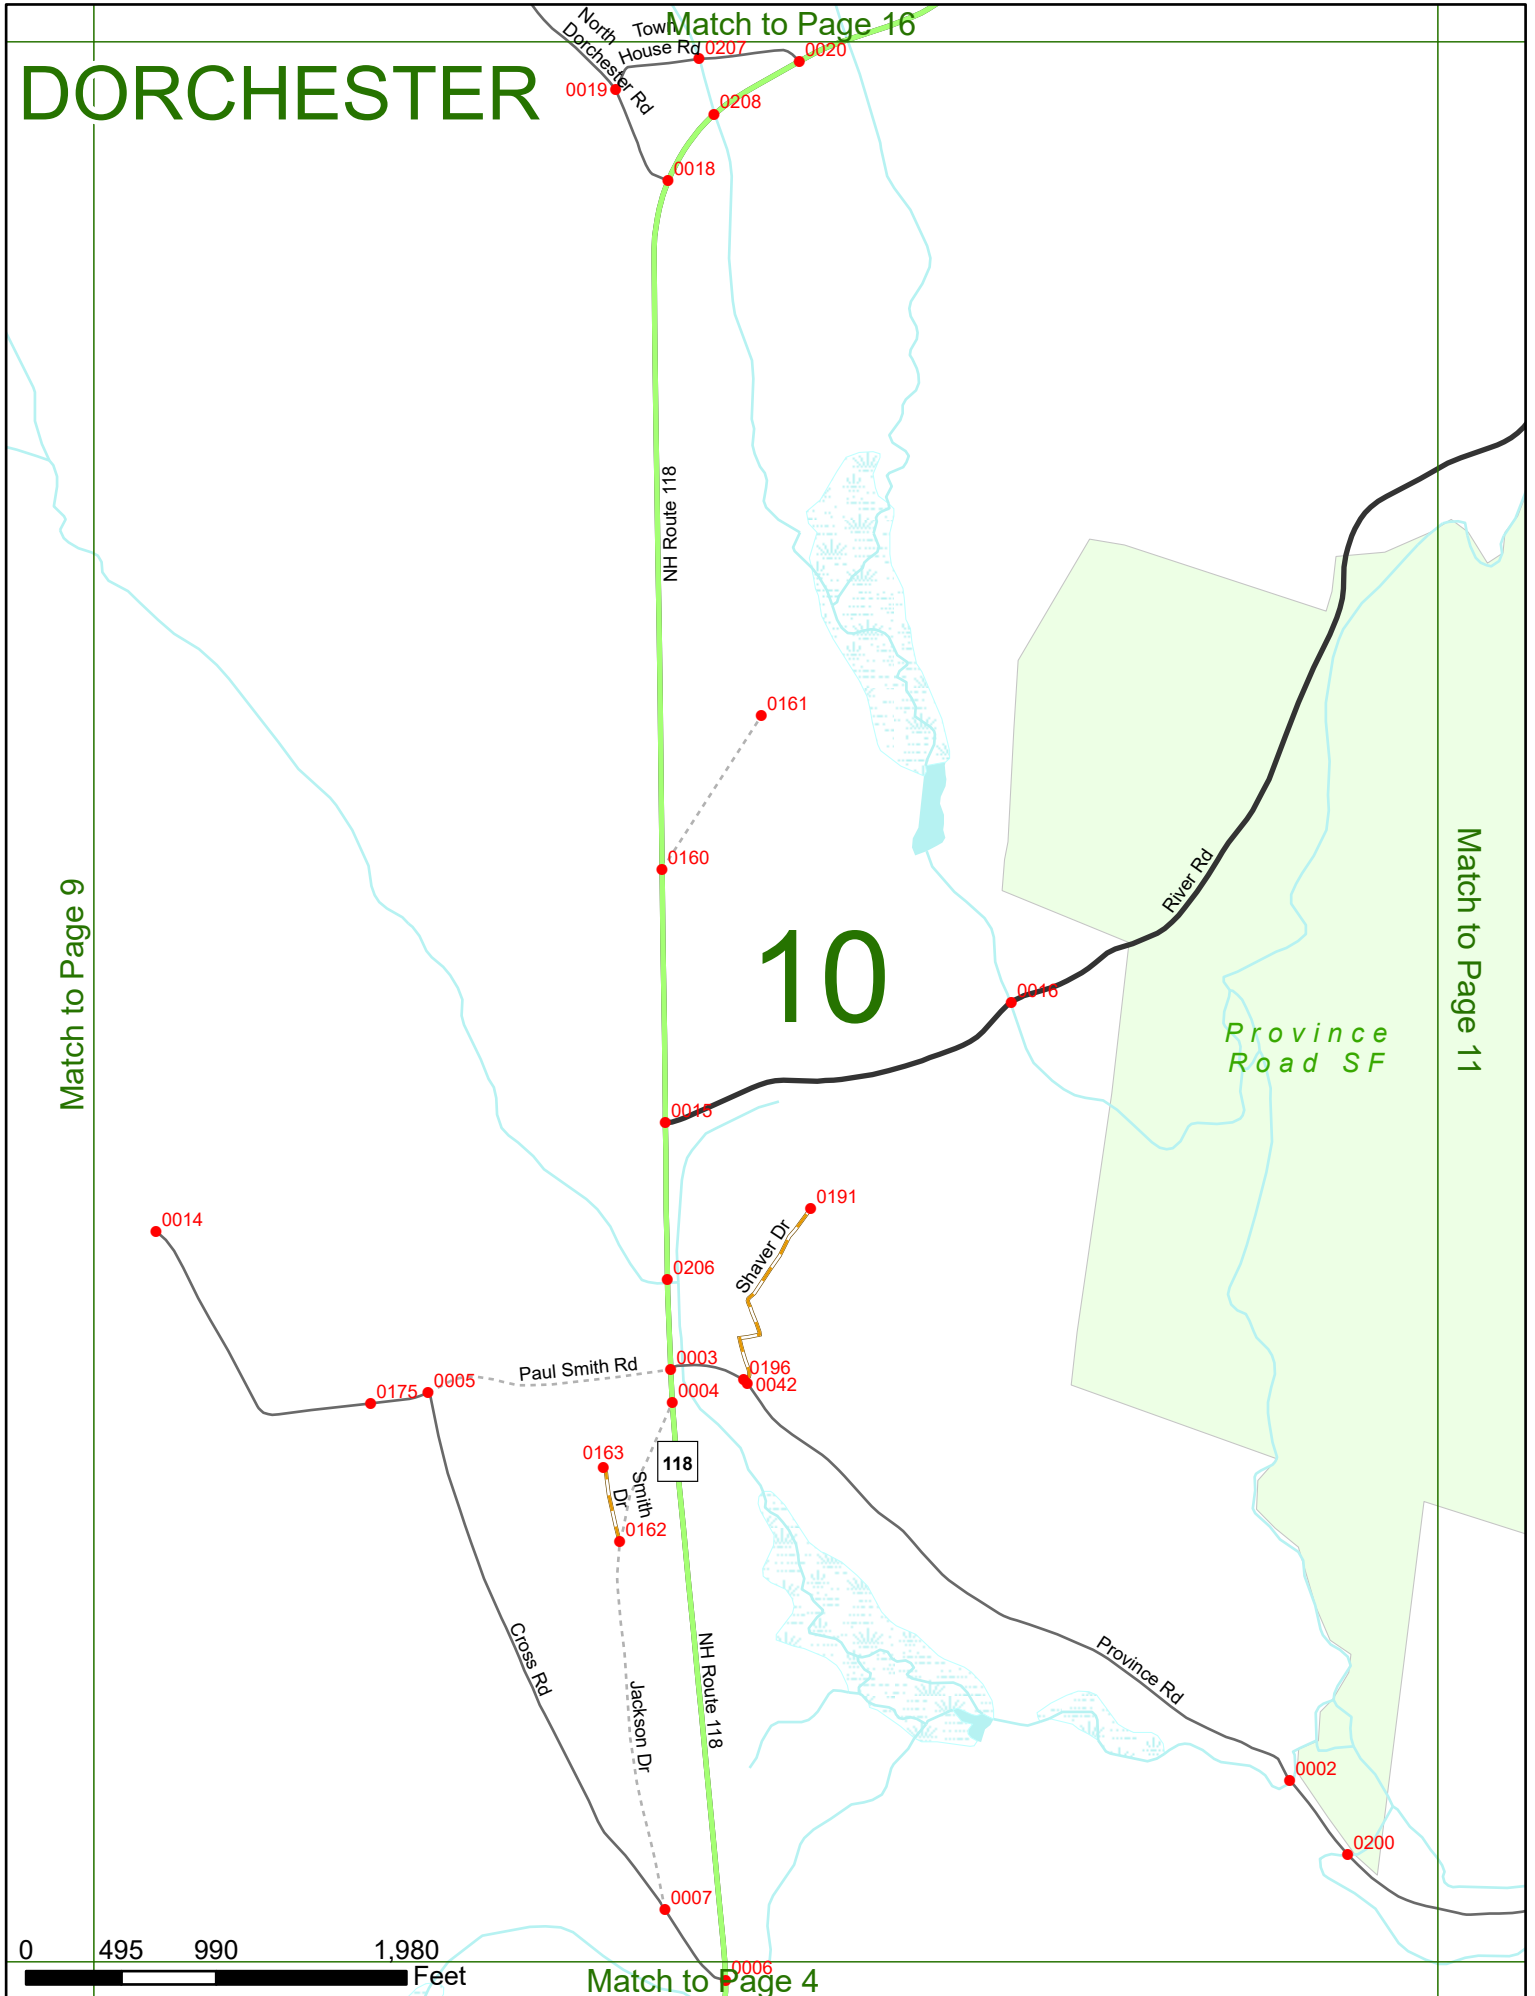 Match to Page 16
DORCHESTER
North
Dorchester Rd
Town
House Rd
0207
0020
0019
0208
0018
NH Route 118
0161
0160
10
River Rd
0016
Match to Page 9
Match to Page 11
Province
Road SF
0015
0014
0191
Shaver Dr
0206
Paul Smith Rd
0003
0196
0042
0175
0005
0004
118
0163
Smith
Dr
0162
Cross Rd
Jackson Dr
NH Route 118
Province Rd
0002
0200
0007
0006
0 495 990 1,980
Feet
Match to Page 4